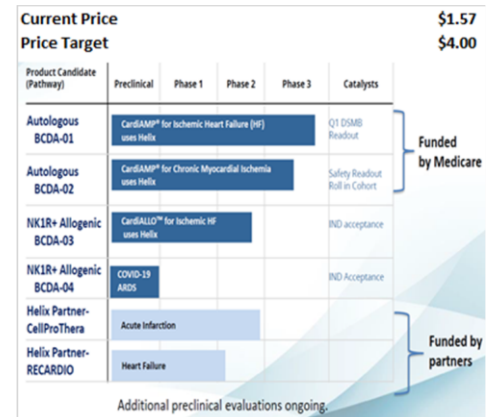 Current Price $1.57
Price Target $4.00
Product Candidate
(Pathway) Preclinical Phase 1 Phase 2 Phase 3 Catalysts
Autologous
BCDA-01
CardiAMP® for Ischemic Heart Failure (HF)
uses Helix
Q1 DSMB
Readout
Autologous
BCDA-02
CardiAMP® for Chronic Myocardial Ischemia
uses Helix
Safety Readout
Roll in Cohort
Funded
by Medicare
NK1R+ Allogenic
BCDA-03
CardiALLO™ for Ischemic HF
uses Helix
IND acceptance
NK1R+ Allogenic
BCDA-04
COVID-19
ARDS
IND Acceptance
Helix Partner-
CellProThera
Acute Infarction
Helix Partner-
RECARDIO
Heart Failure
Funded by
partners
Additional preclinical evaluations ongoing.